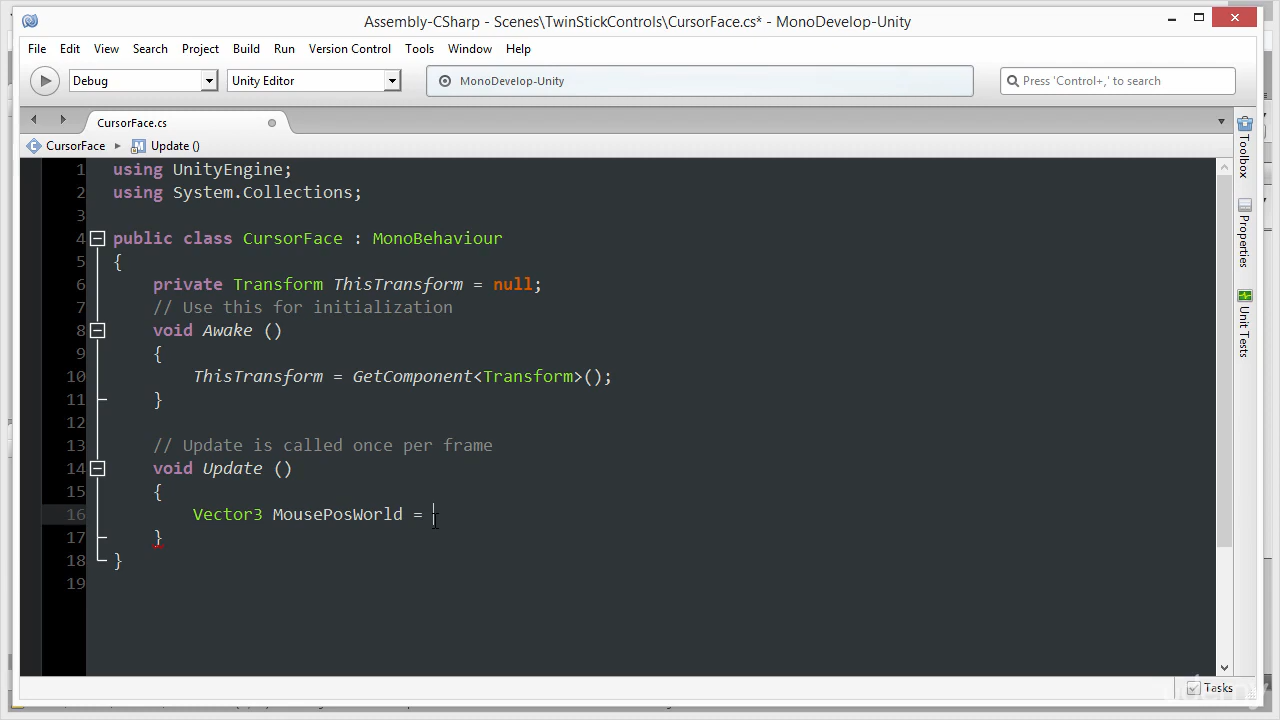 Assembly-CSharp - Scenes\TwinStickControls\CursorFace.cs* - MonoDevelop-Unity
File Edit View Search Project Build Run Version Control Tools Window Help
Debug Unity Editor MonoDevelop-Unity Press 'Control+,' to search
CursorFace.cs
CursorFace Update ()
1 using UnityEngine;
2 using System.Collections;
3
4 public class CursorFace : MonoBehaviour
5 {
6 private Transform ThisTransform = null;
7 // Use this for initialization
8 void Awake ()
9 {
10 ThisTransform = GetComponent<Transform>();
11 }
12
13 // Update is called once per frame
14 void Update ()
15 {
16 Vector3 MousePosWorld =
17 }
18 }
19
Toolbox
Properties
Unit Tests
Tasks